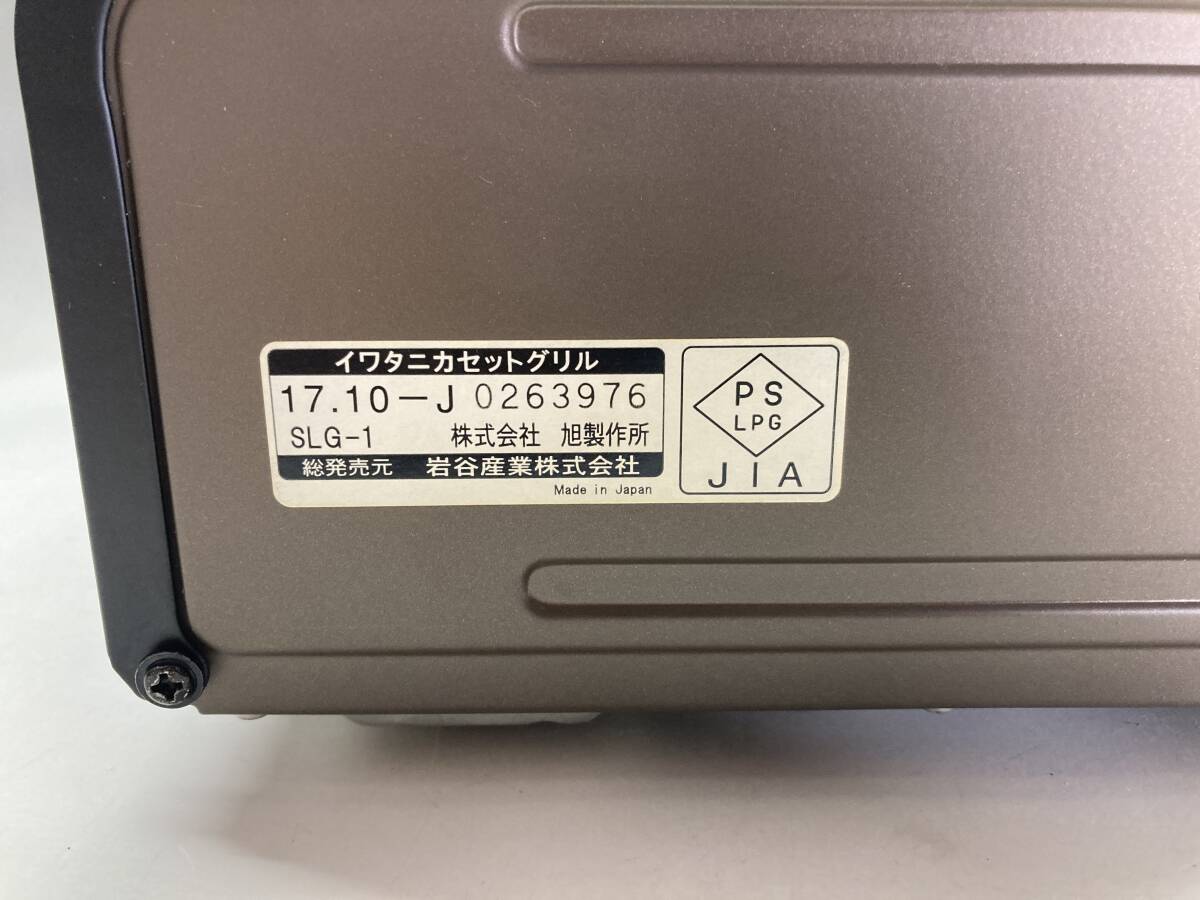 イワタニカセットグリル
17.10-J 0263976
SLG-1 株式会社 旭製作所
総発売元 岩谷産業株式会社
Made in Japan
PS
LPG
JIA